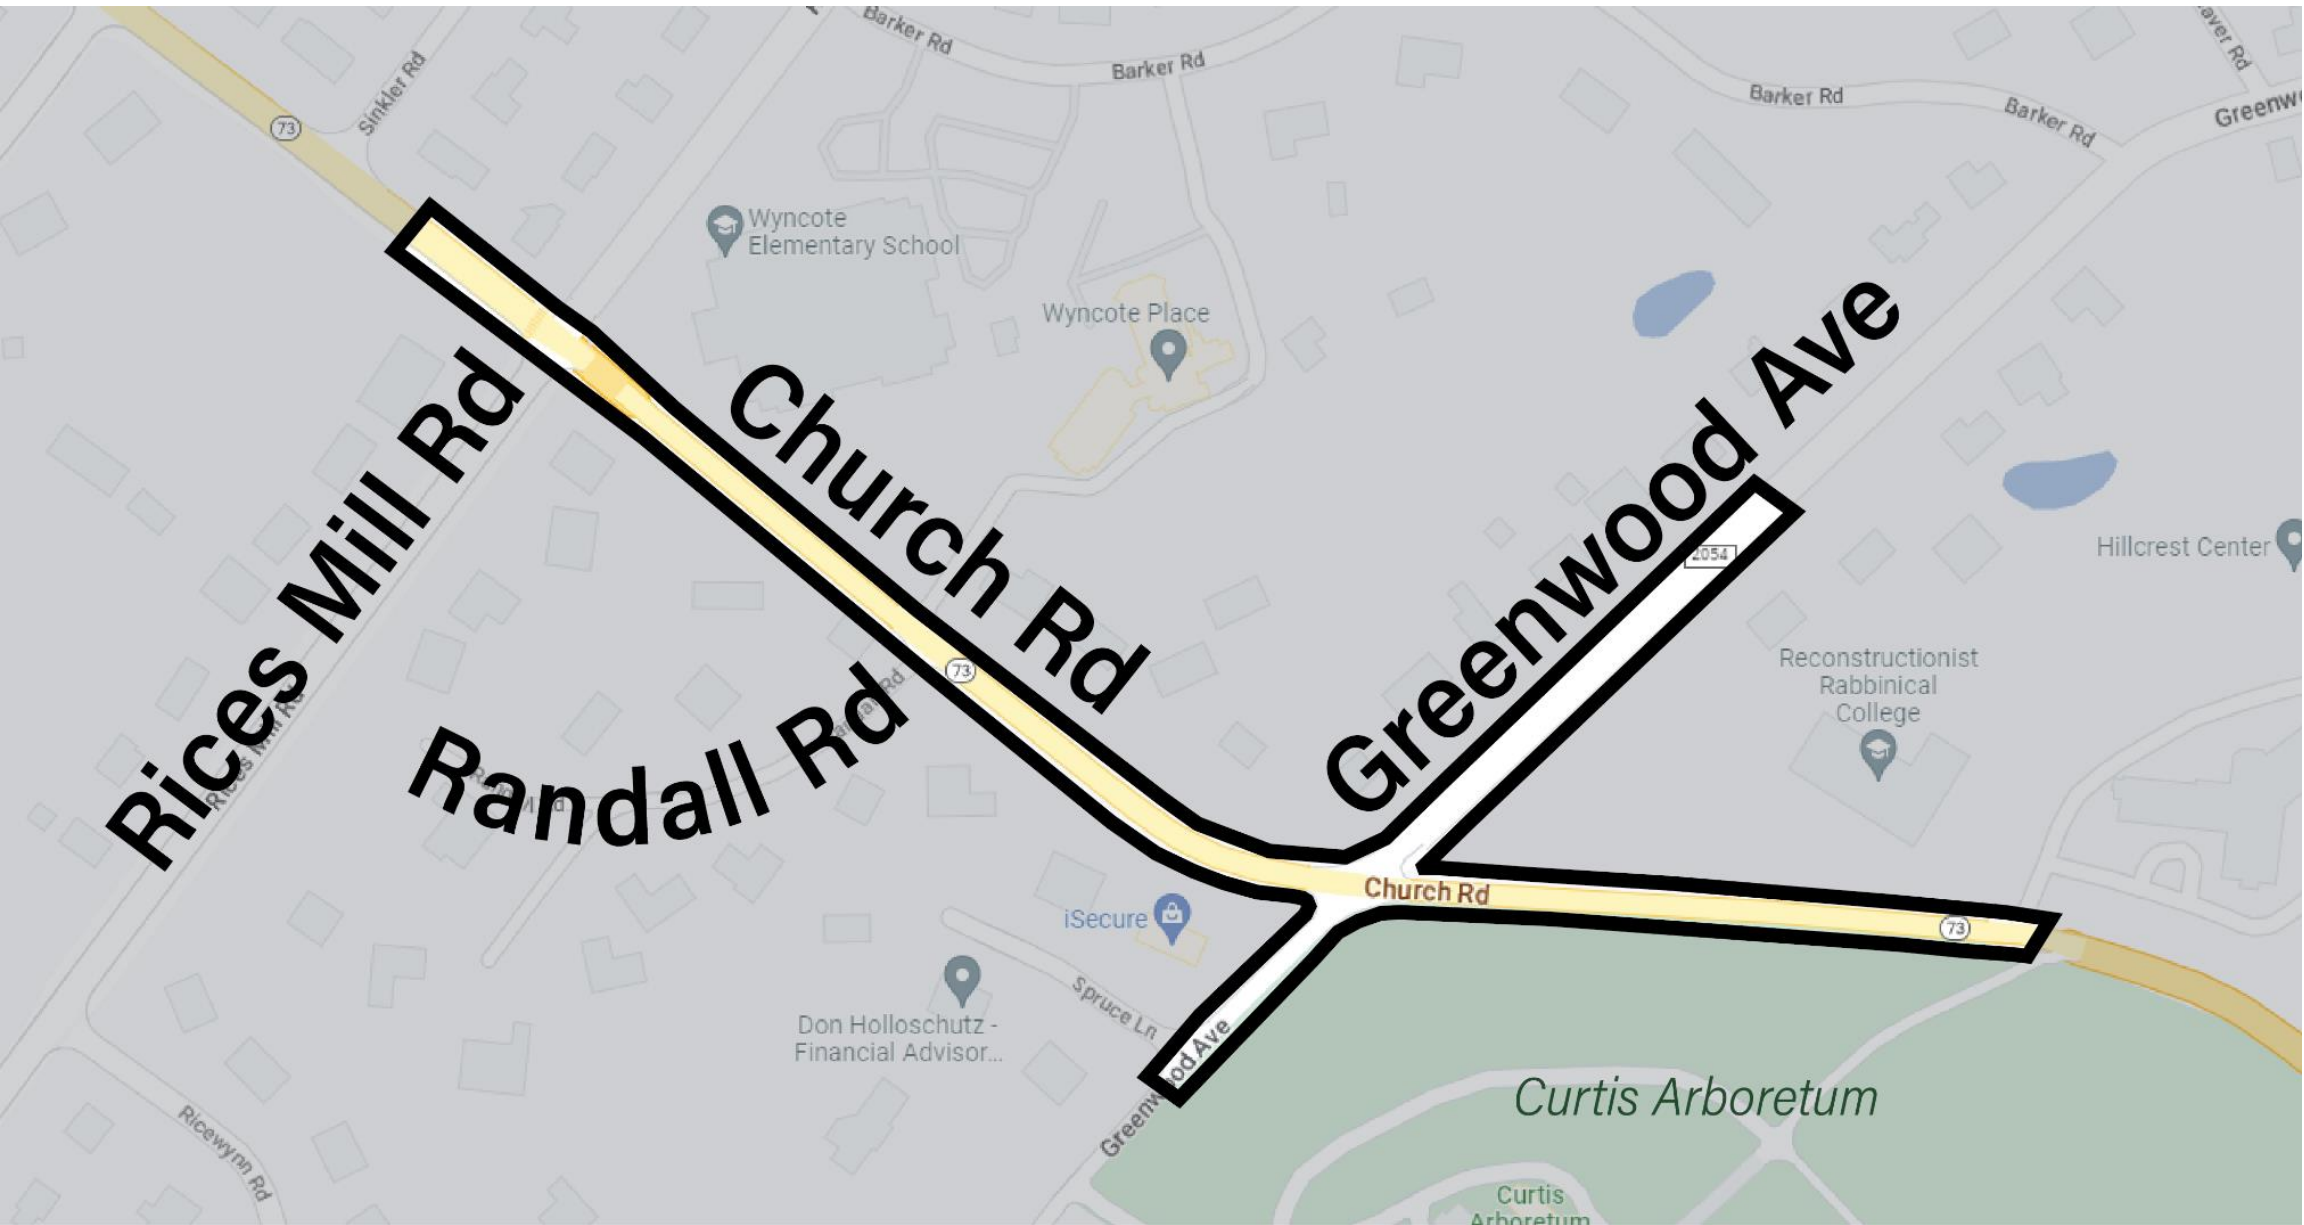 Barker Rd
Barker Rd
Barker Rd
Barker Rd
aver Rd
Greenw
Sinkler Rd
73
Wyncote
Elementary School
Wyncote Place
Church Rd
Greenwood Ave
Rices Mill Rd
Randall Rd
2054
Hillcrest Center
73
Reconstructionist
Rabbinical
College
Church Rd
73
iSecure
Spruce Ln
Don Holloschutz -
Financial Advisor...
Greenwood Ave
Ricewynn Rd
Curtis Arboretum
Curtis
Arboretum